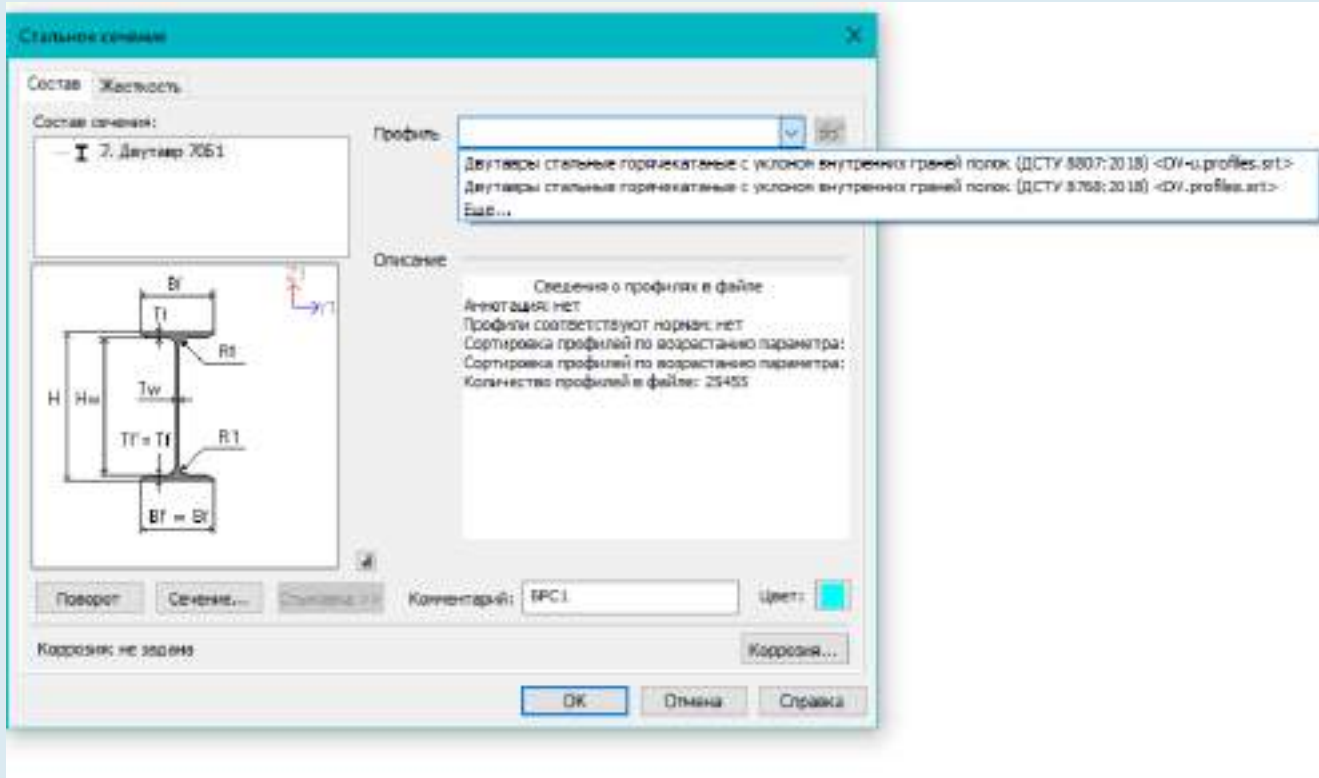 Стальное сечение
Состав Жесткость
Состав сечения:
2. Двутавр 70Б1
Профиль
Двутавры стальные горячекатаные с уклоном внутренних граней полок (ДСТУ 8807:2018) <DV-u.profiles.srt>
Двутавры стальные горячекатаные с уклоном внутренних граней полок (ДСТУ 8768:2018) <DV.profiles.srt>
Еще...
Описание
Сведения о профилях в файле
Аннотация: нет
Профили соответствуют нормам: нет
Сортировка профилей по возрастанию параметра:
Сортировка профилей по возрастанию параметра:
Количество профилей в файле: 25455
Bf
Tf
R1
H Hw Tw
Tf'= Tf R1
Bf' = Bf
Y1
Поворот Сечение... Стыковка >> Комментарий: БРС1 Цвет:
Коррозия: не задана Коррозия...
OK Отмена Справка